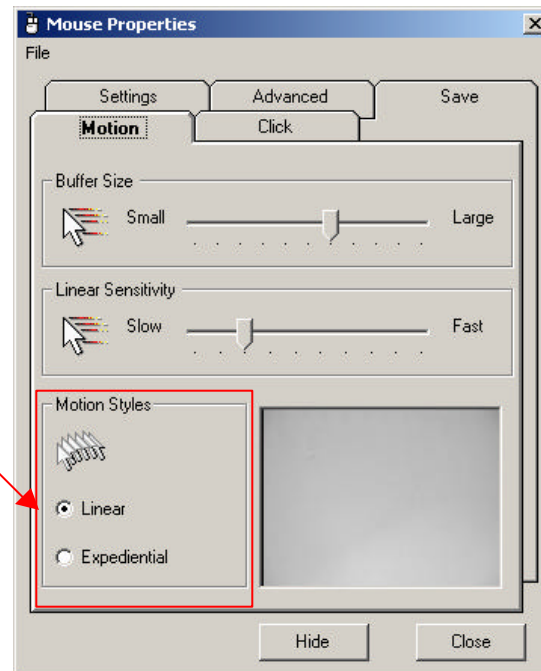 Mouse Properties
File
Settings Advanced Save
Motion Click
Buffer Size
Small Large
Linear Sensitivity
Slow Fast
Motion Styles
Linear
Expediential
Hide Close